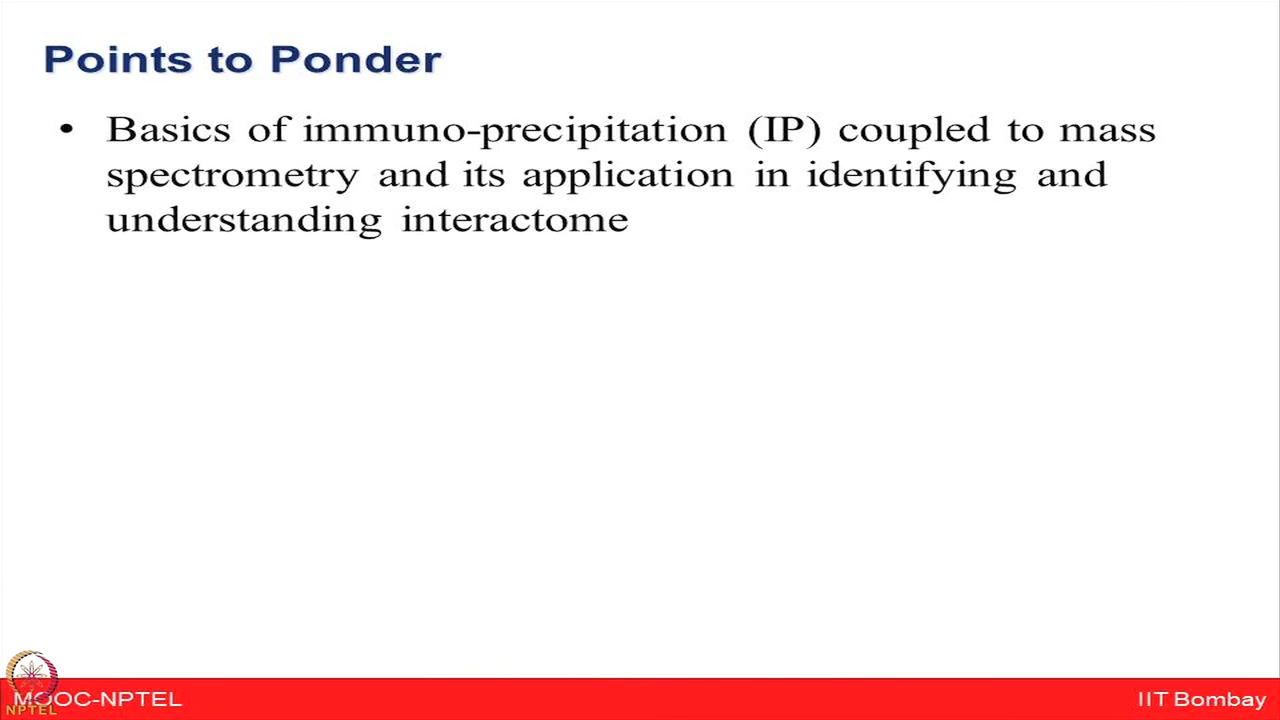 Points to Ponder
• Basics of immuno-precipitation (IP) coupled to mass
spectrometry and its application in identifying and
understanding interactome
MOOC-NPTEL
NPTEL
IIT Bombay